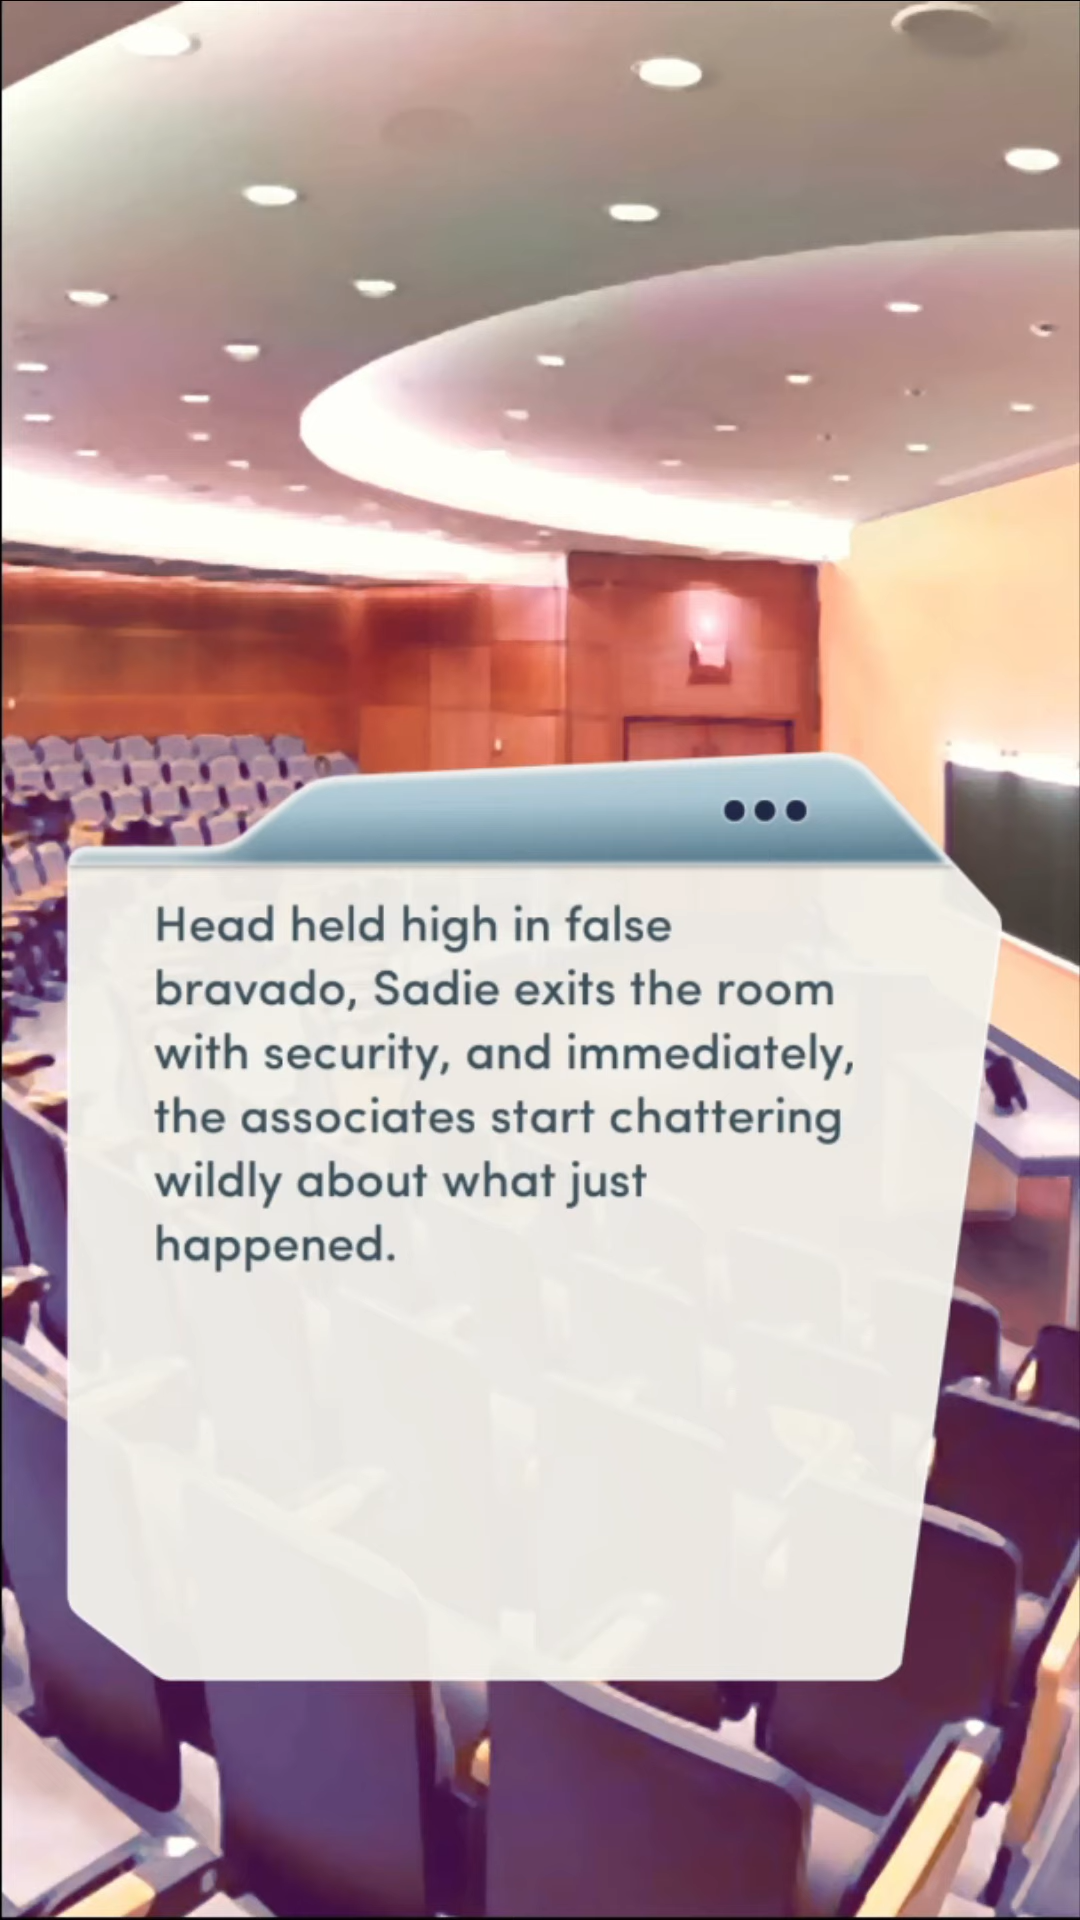 Head held high in false
bravado, Sadie exits the room
with security, and immediately,
the associates start chattering
wildly about what just
happened.